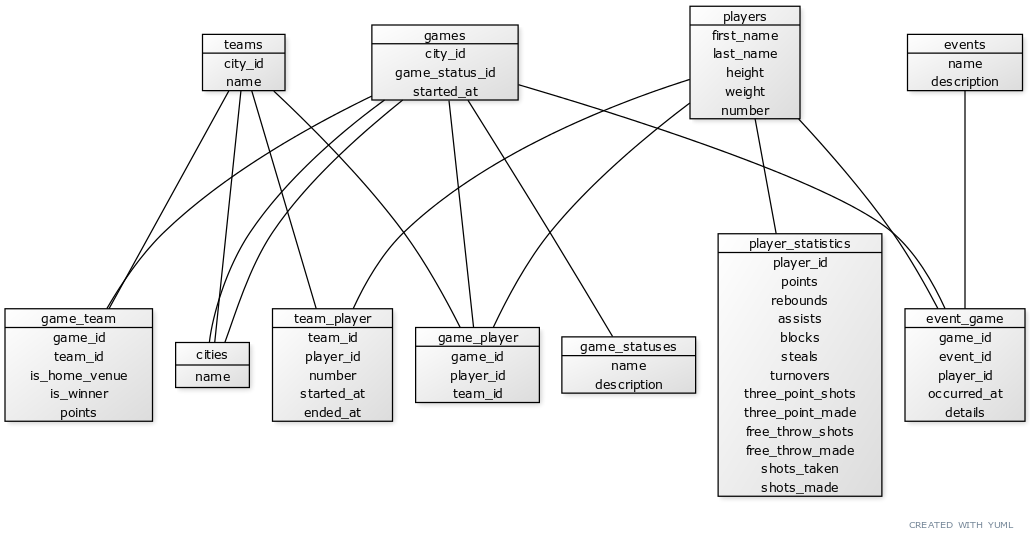 teams
city_id
name
games
city_id
game_status_id
started_at
players
first_name
last_name
height
weight
number
events
name
description
game_team
game_id
team_id
is_home_venue
is_winner
points
cities
name
team_player
team_id
player_id
number
started_at
ended_at
game_player
game_id
player_id
team_id
game_statuses
name
description
player_statistics
player_id
points
rebounds
assists
blocks
steals
turnovers
three_point_shots
three_point_made
free_throw_shots
free_throw_made
shots_taken
shots_made
event_game
game_id
event_id
player_id
occurred_at
details
CREATED WITH YUML